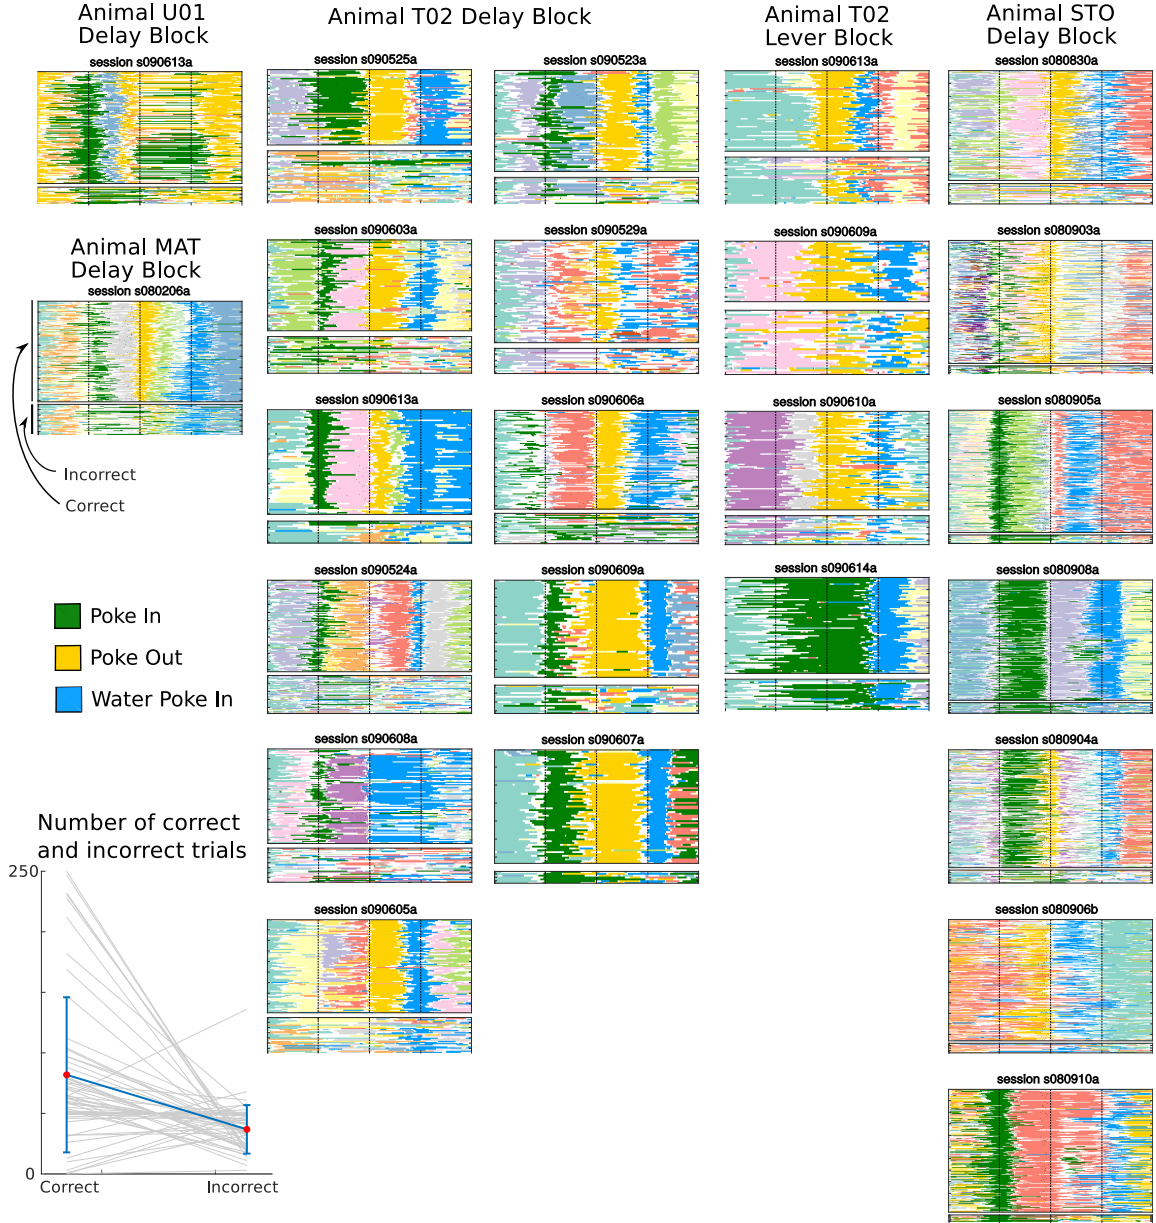 Animal U01
Delay Block
session s090613a
Animal MAT
Delay Block
session s080206a
Incorrect
Correct
Poke In
Poke Out
Water Poke In
Number of correct
and incorrect trials
250
0
Correct
Incorrect
Animal T02 Delay Block
session s090525a
session s090523a
session s090603a
session s090529a
session s090613a
session s090606a
session s090524a
session s090609a
session s090608a
session s090607a
session s090605a
Animal T02
Lever Block
session s090613a
session s090609a
session s090610a
session s090614a
Animal STO
Delay Block
session s080830a
session s080903a
session s080905a
session s080908a
session s080904a
session s080906b
session s080910a